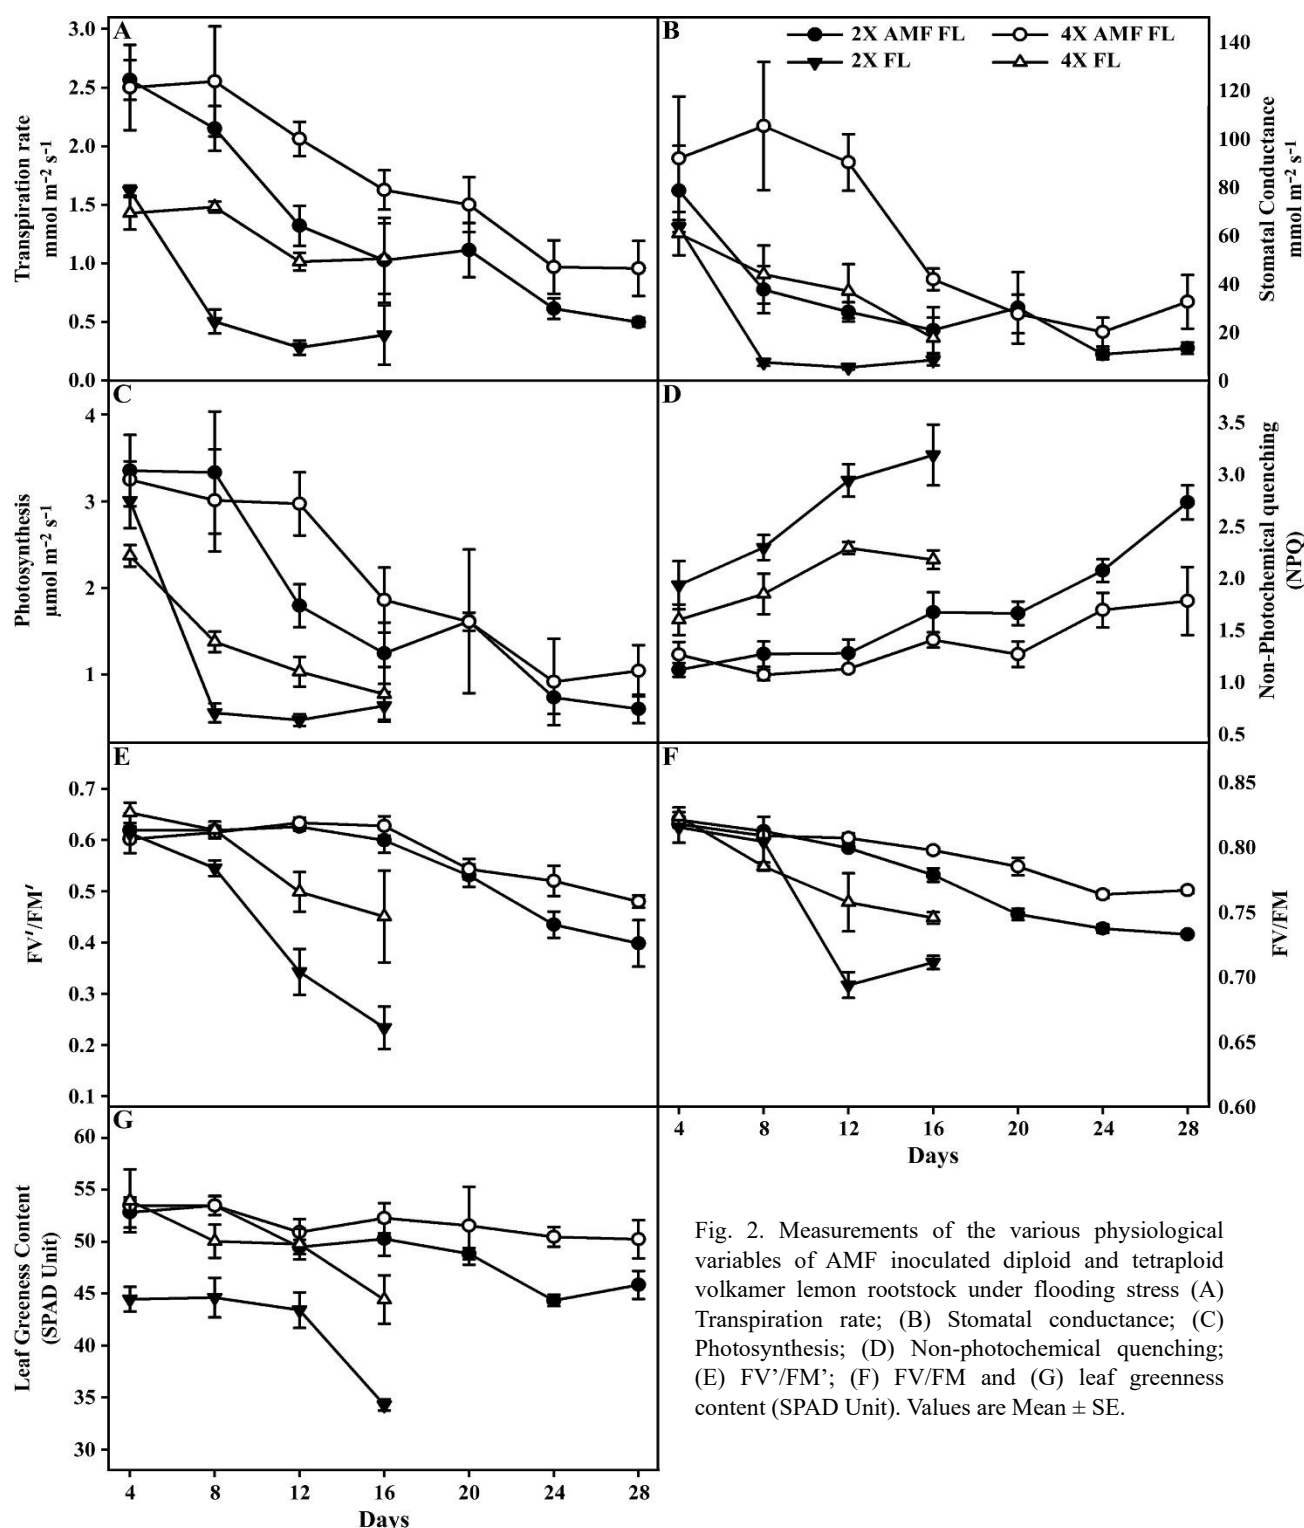 A
3.0
2.5
2.0
1.5
1.0
0.5
0.0
Transpiration rate
mmol m⁻² s⁻¹
B
2X AMF FL
4X AMF FL
2X FL
4X FL
140
120
100
80
60
40
20
0
Stomatal Conductance
mmol m⁻² s⁻¹
C
4
3
2
1
Photosynthesis
µmol m⁻² s⁻¹
D
3.5
3.0
2.5
2.0
1.5
1.0
0.5
Non-Photochemical quenching
(NPQ)
E
0.7
0.6
0.5
0.4
0.3
0.2
0.1
FV'/FM'
F
0.85
0.80
0.75
0.70
0.65
0.60
FV/FM
4 8 12 16 20 24 28
Days
G
60
55
50
45
40
35
30
Leaf Greeness Content
(SPAD Unit)
4 8 12 16 20 24 28
Days
Fig. 2. Measurements of the various physiological
variables of AMF inoculated diploid and tetraploid
volkamer lemon rootstock under flooding stress (A)
Transpiration rate; (B) Stomatal conductance; (C)
Photosynthesis; (D) Non-photochemical quenching;
(E) FV’/FM’; (F) FV/FM and (G) leaf greenness
content (SPAD Unit). Values are Mean ± SE.